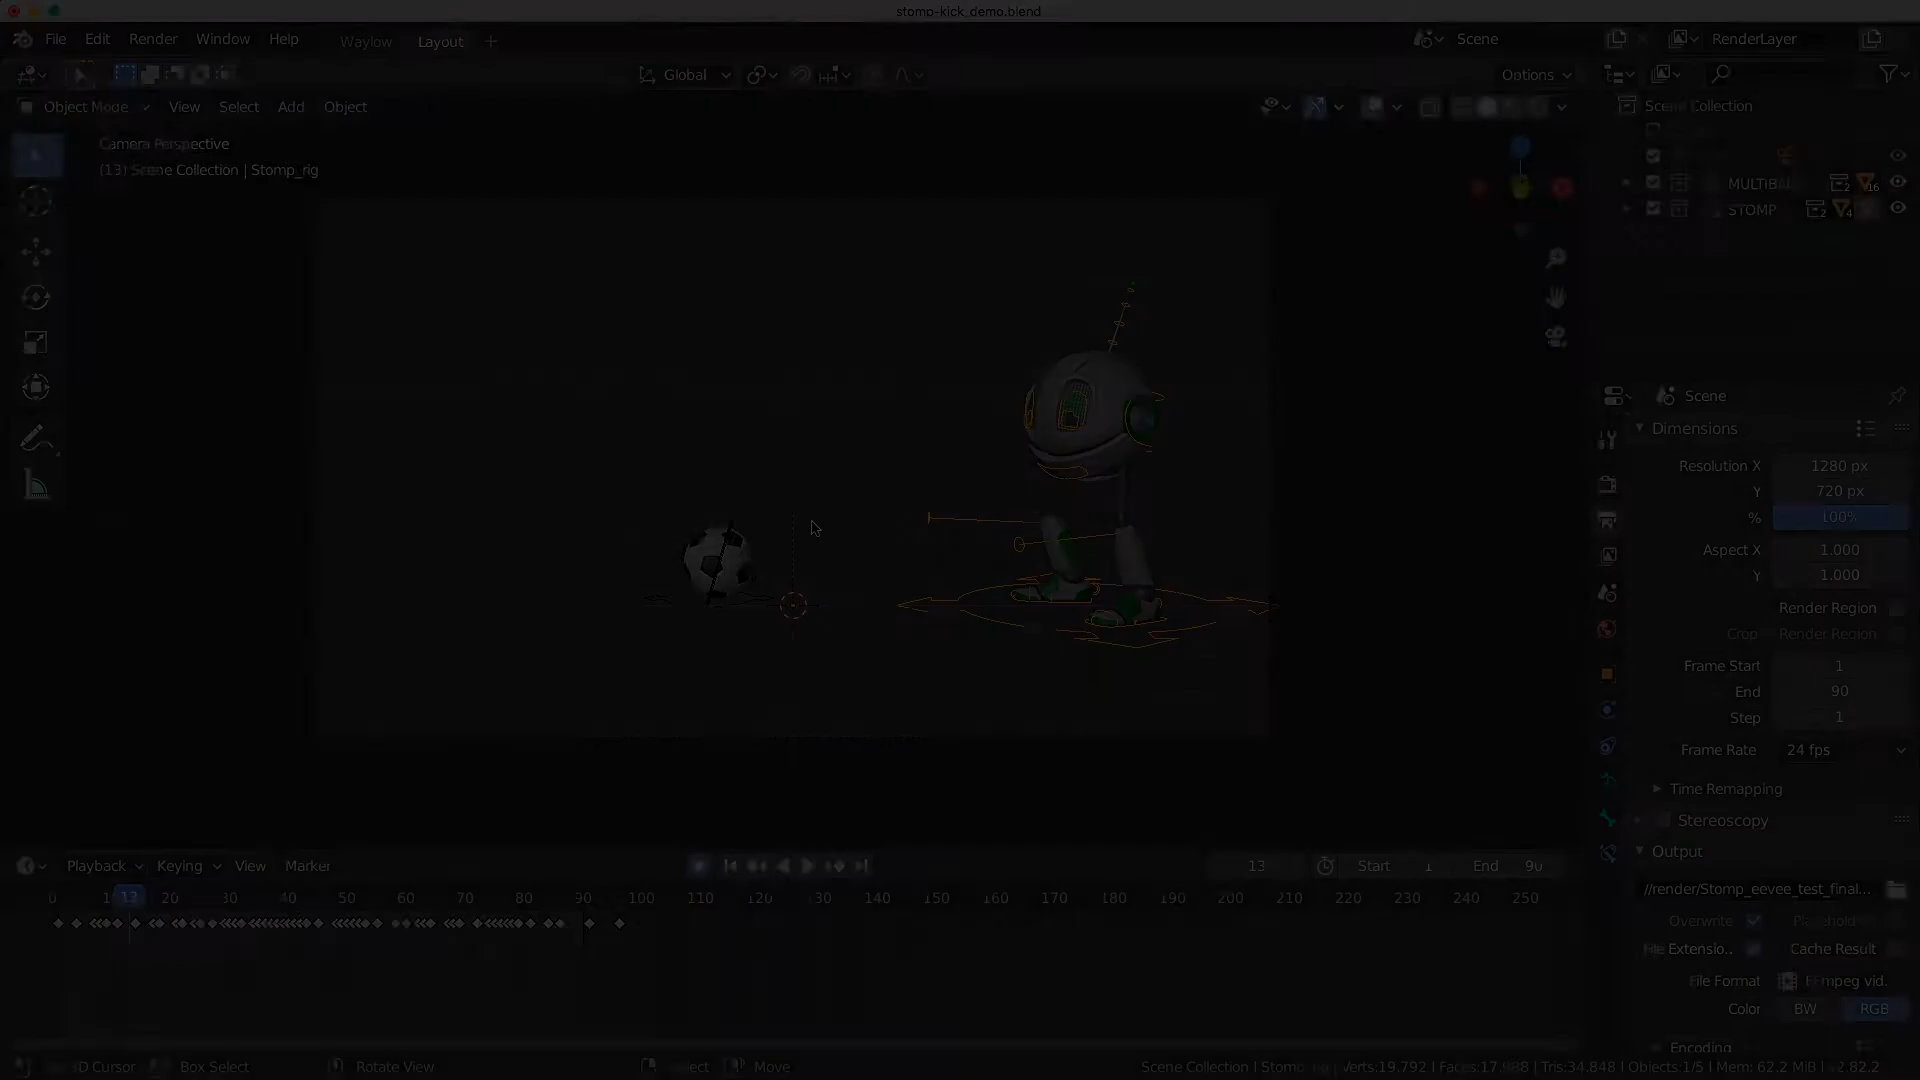 stomp-kick_demo.blend
File Edit Render Window Help Waylow Layout + Scene RenderLayer
Global Options
Object Mode View Select Add Object
Scene Collection
Camera Perspective
(13) Scene Collection | Stomp_rig
2 16
STOMP 2 4
Scene
Dimensions
Resolution X 1280 px
Y 720 px
% 100%
Aspect X 1.000
Y 1.000
Render Region
Crop Render Region
Frame Start 1
End 90
Step 1
Frame Rate 24 fps
Time Remapping
Stereoscopy
Output
Playback Keying View Marker 13 Start 1 End 90
0 13 20 30 40 50 60 70 80 90 100 110 120 130 140 150 160 170 180 190 200 210 220 230 240 250
//render/Stomp_eevee_test_final...
Overwrite
File Extensio.. Cache Result
File Format FFmpeg vid.
Color BW RGB
Encoding
3D Cursor Box Select Rotate View Move
Scene Collection | Verts:19.792 | Tris:34.848 | Objects:1/5 | Mem: 62.2 MiB |